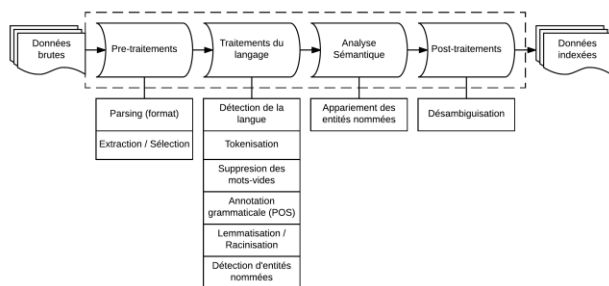 Données
brutes
Pre-traitements
Traitements du
langage
Analyse
Sémantique
Post-traitements
Données
indexées
Parsing (format)
Extraction / Sélection
Détection de la
langue
Tokenisation
Suppresion des
mots-vides
Annotation
grammaticale (POS)
Lemmatisation /
Racinisation
Détection d'entités
nommées
Appariement des
entités nommées
Désambiguisation